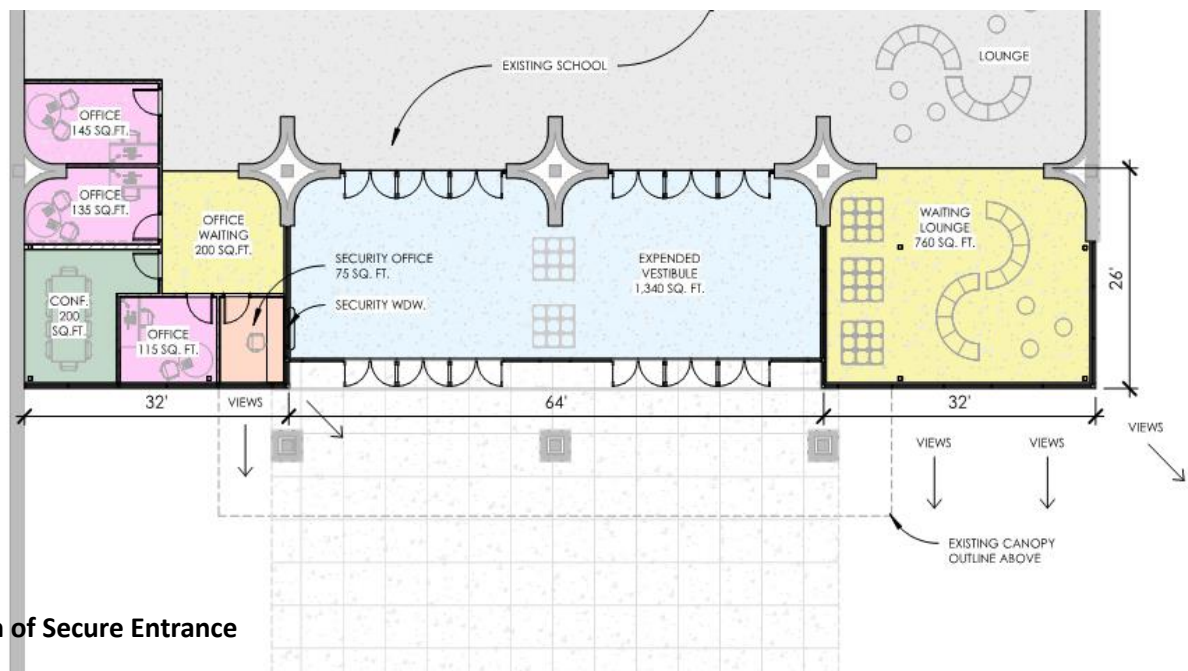 LOUNGE
EXISTING SCHOOL
OFFICE
145 SQ.FT.
OFFICE
135 SQ.FT.
OFFICE
WAITING
200 SQ.FT.
WAITING
LOUNGE
760 SQ. FT.
SECURITY OFFICE
75 SQ. FT.
EXPENDED
VESTIBULE
1,340 SQ. FT.
26'
SECURITY WDW.
CONF.
200
SQ.FT.
OFFICE
115 SQ. FT.
32'
VIEWS
64'
32'
VIEWS
VIEWS
VIEWS
EXISTING CANOPY
OUTLINE ABOVE
of Secure Entrance